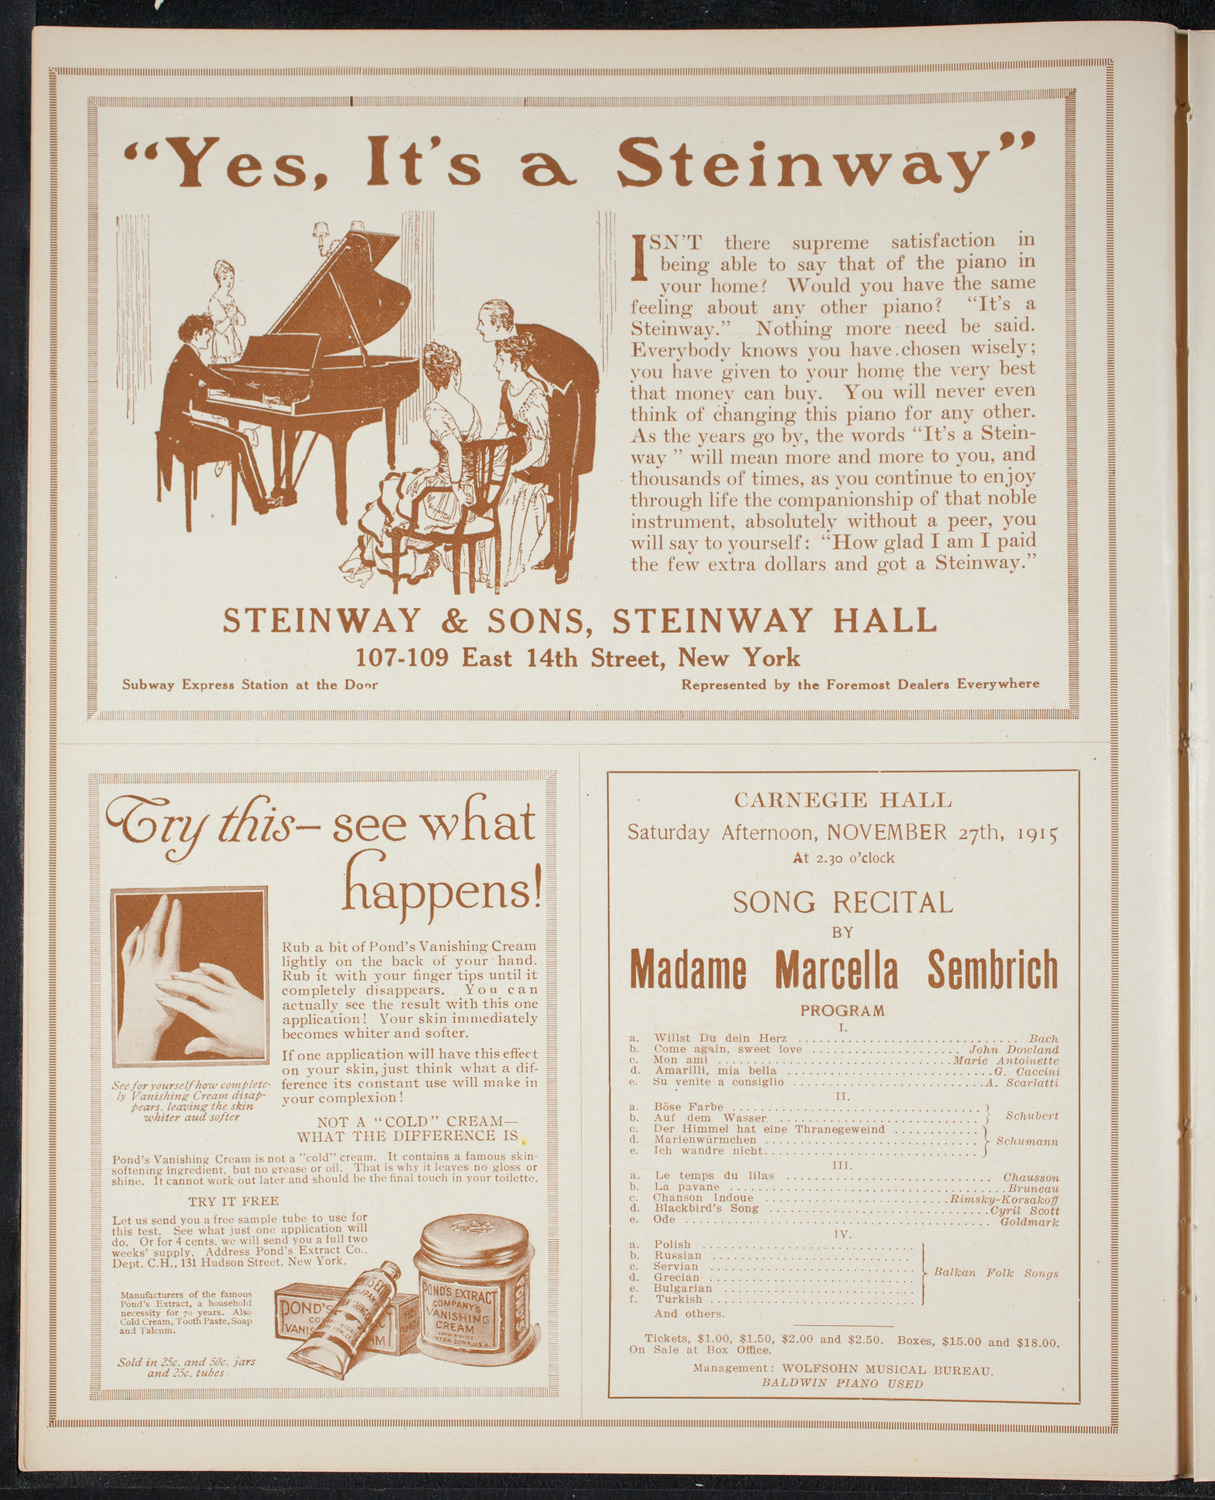 "Yes, It's a Steinway"
ISN'T there supreme satisfaction in
being able to say that of the piano in
your home? Would you have the same
feeling about any other piano? "It's a
Steinway." Nothing more need be said.
Everybody knows you have chosen wisely;
you have given to your home the very best
that money can buy. You will never even
think of changing this piano for any other.
As the years go by, the words "It's a Stein-
way" will mean more and more to you, and
thousands of times, as you continue to enjoy
through life the companionship of that noble
instrument, absolutely without a peer, you
will say to yourself: "How glad I am I paid
the few extra dollars and got a Steinway."
STEINWAY & SONS, STEINWAY HALL
107-109 East 14th Street, New York
Subway Express Station at the Door
Represented by the Foremost Dealers Everywhere
Try this—see what
happens!
Rub a bit of Pond's Vanishing Cream
lightly on the back of your hand.
Rub it with your finger tips until it
completely disappears. You can
actually see the result with this one
application! Your skin immediately
becomes whiter and softer.
If one application will have this effect
on your skin, just think what a dif-
ference its constant use will make in
your complexion!
See for yourself how complete-
ly Vanishing Cream disap-
pears, leaving the skin
whiter and softer
NOT A "COLD" CREAM—
WHAT THE DIFFERENCE IS
Pond's Vanishing Cream is not a "cold" cream. It contains a famous skin-
softening ingredient, but no grease or oil. That is why it leaves no gloss or
shine. It cannot work out later and should be the final touch in your toilette.
TRY IT FREE
Let us send you a free sample tube to use for
this test. See what just one application will
do. Or for 4 cents, we will send you a full two
weeks' supply. Address Pond's Extract Co.,
Dept. C.H., 131 Hudson Street, New York.
Manufacturers of the famous
Pond's Extract, a household
necessity for 70 years. Also
Cold Cream, Tooth Paste, Soap
and Talcum.
Sold in 25c. and 50c. jars
and 25c. tubes.
POND'S
VANIS
AM
POND'S EXTRACT
COMPANY'S
VANISHING
CREAM
CARNEGIE HALL
Saturday Afternoon, NOVEMBER 27th, 1915
At 2.30 o'clock
SONG RECITAL
BY
Madame Marcella Sembrich
PROGRAM
I.
a. Willst Du dein Herz ........ Bach
b. Come again, sweet love ........ John Dowland
c. Mon ami ........ Marie Antoinette
d. Amarilli, mia bella ........ G. Caccini
e. Su venite a consiglio ........ A. Scarlatti
II.
a. Böse Farbe ........
b. Auf dem Wasser ........ Schubert
c. Der Himmel hat eine Thranegeweind ........
d. Marienwürmchen ........ Schumann
e. Ich wandre nicht ........
III.
a. Le temps du lilas ........ Chausson
b. La pavane ........ Bruneau
c. Chanson Indoue ........ Rimsky-Korsakoff
d. Blackbird's Song ........ Cyril Scott
e. Ode ........ Goldmark
IV.
a. Polish ........
b. Russian ........
c. Servian ........ Balkan Folk Songs
d. Grecian ........
e. Bulgarian ........
f. Turkish ........
And others.
Tickets, $1.00, $1.50, $2.00 and $2.50. Boxes, $15.00 and $18.00.
On Sale at Box Office.
Management: WOLFSOHN MUSICAL BUREAU.
BALDWIN PIANO USED